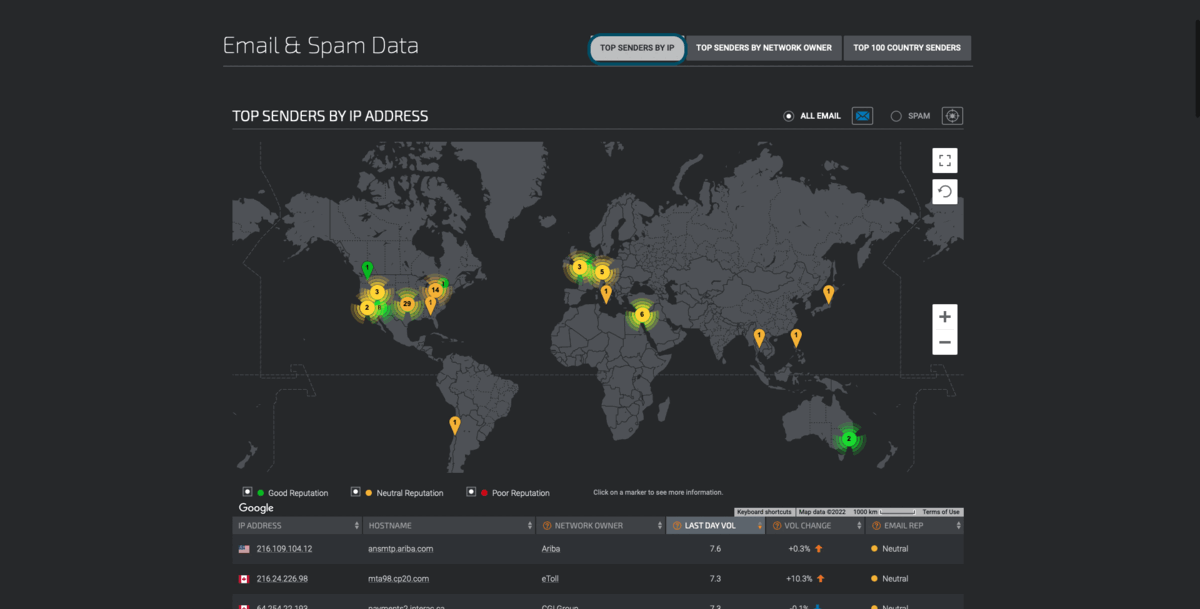 Email & Spam Data
TOP SENDERS BY IP
TOP SENDERS BY NETWORK OWNER
TOP 100 COUNTRY SENDERS
TOP SENDERS BY IP ADDRESS
ALL EMAIL
SPAM
1
3
2
8
29
14
1
1
3
5
1
6
1
1
1
1
2
Good Reputation
Neutral Reputation
Poor Reputation
Click on a marker to see more information.
Google
Keyboard shortcuts
Map data ©2022
1000 km
Terms of Use
IP ADDRESS
HOSTNAME
NETWORK OWNER
LAST DAY VOL
VOL CHANGE
EMAIL REP
216.109.104.12
ansmtp.ariba.com
Ariba
7.6
+0.3%
Neutral
216.24.226.98
mta98.cp20.com
eToll
7.3
+10.3%
Neutral
64.254.22.193
payments2.interac.ca
CGI Group
7.3
-0.1%
Neutral